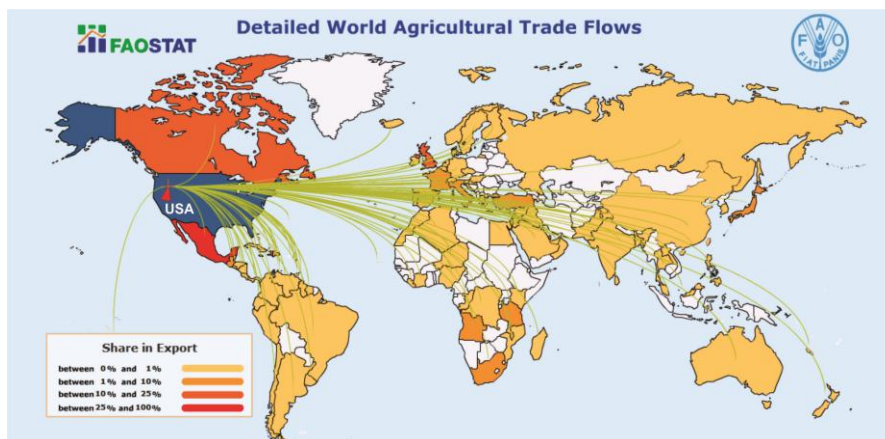 FAOSTAT
Detailed World Agricultural Trade Flows
F A O
FIAT PANIS
USA
Share in Export
between 0% and 1%
between 1% and 10%
between 10% and 25%
between 25% and 100%